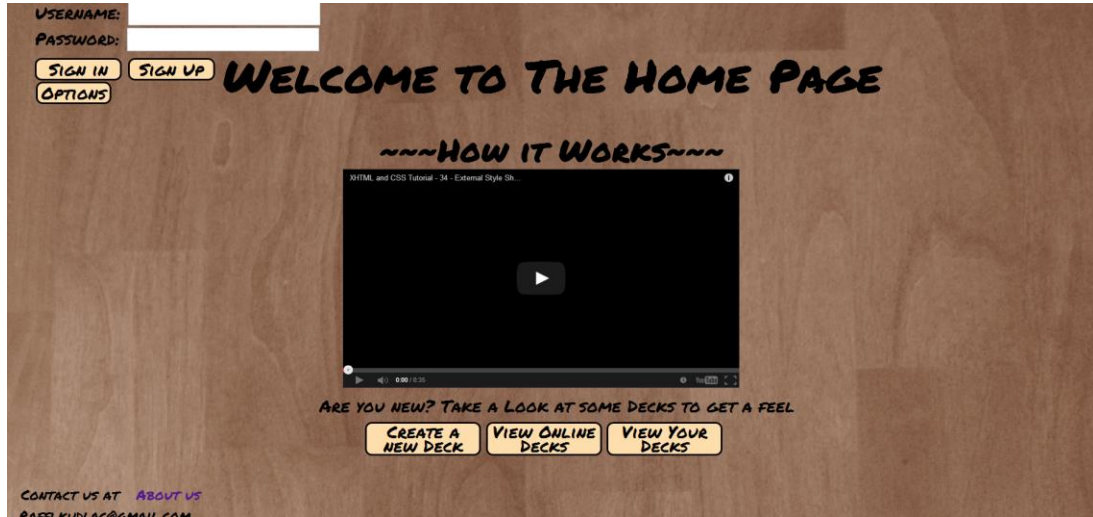 Username:
Password:
Sign in Sign Up
Options
Welcome to The Home Page
~~~How it Works~~~
XHTML and CSS Tutorial - 34 - External Style Sh...
0:00 / 8:35
YouTube
Are you new? Take a Look at some Decks to get a feel
Create a new Deck
View Online Decks
View Your Decks
Contact us at About us